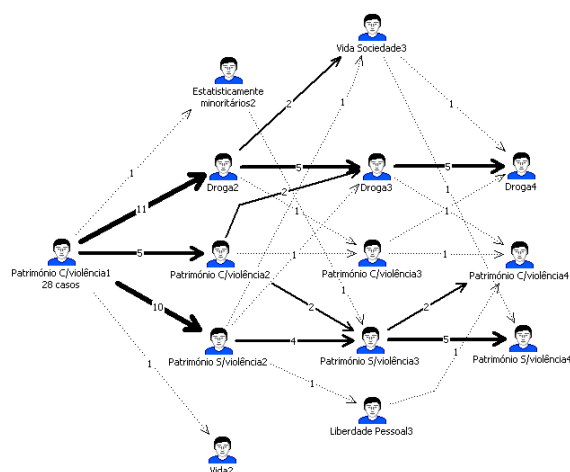 Vida Sociedade3
Estatisticamente
minoritários2
2
1
1
1
Droga2
5
Droga3
5
Droga4
11
2
1
1
1
5
Património C/violência1
28 casos
Património C/violência2
1
Património C/violência3
1
Património C/violência4
10
2
1
2
Património S/violência2
4
Património S/violência3
5
Património S/violência4
1
1
1
Liberdade Pessoal3
Vida2